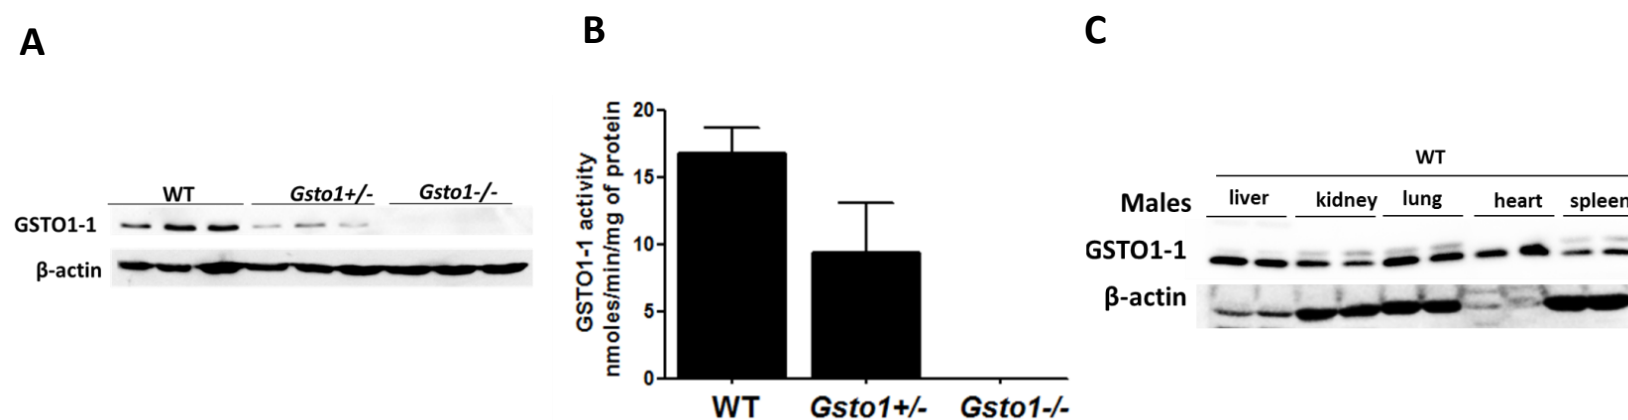 A
WT Gsto1+/- Gsto1-/-
GSTO1-1
β-actin
B
GSTO1-1 activity
nmoles/min/mg of protein
20
15
10
5
0
WT Gsto1+/- Gsto1-/-
C
WT
Males liver kidney lung heart spleen
GSTO1-1
β-actin